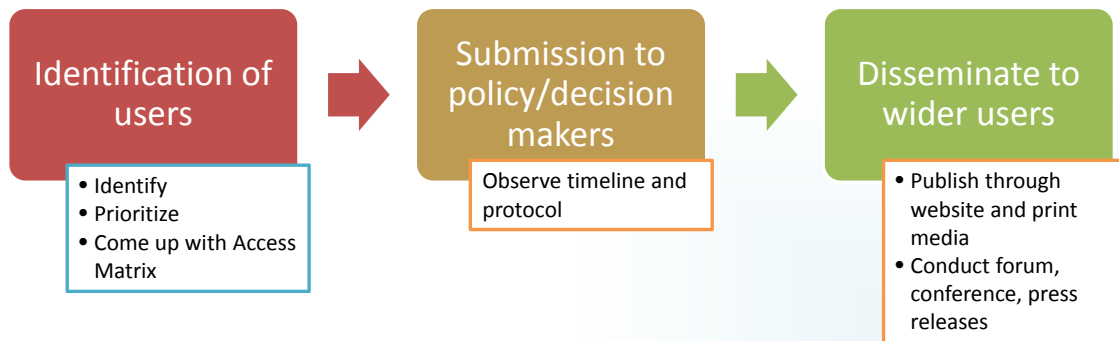 Identification of
users
• Identify
• Prioritize
• Come up with Access
Matrix
Submission to
policy/decision
makers
Observe timeline and
protocol
Disseminate to
wider users
• Publish through
website and print
media
• Conduct forum,
conference, press
releases